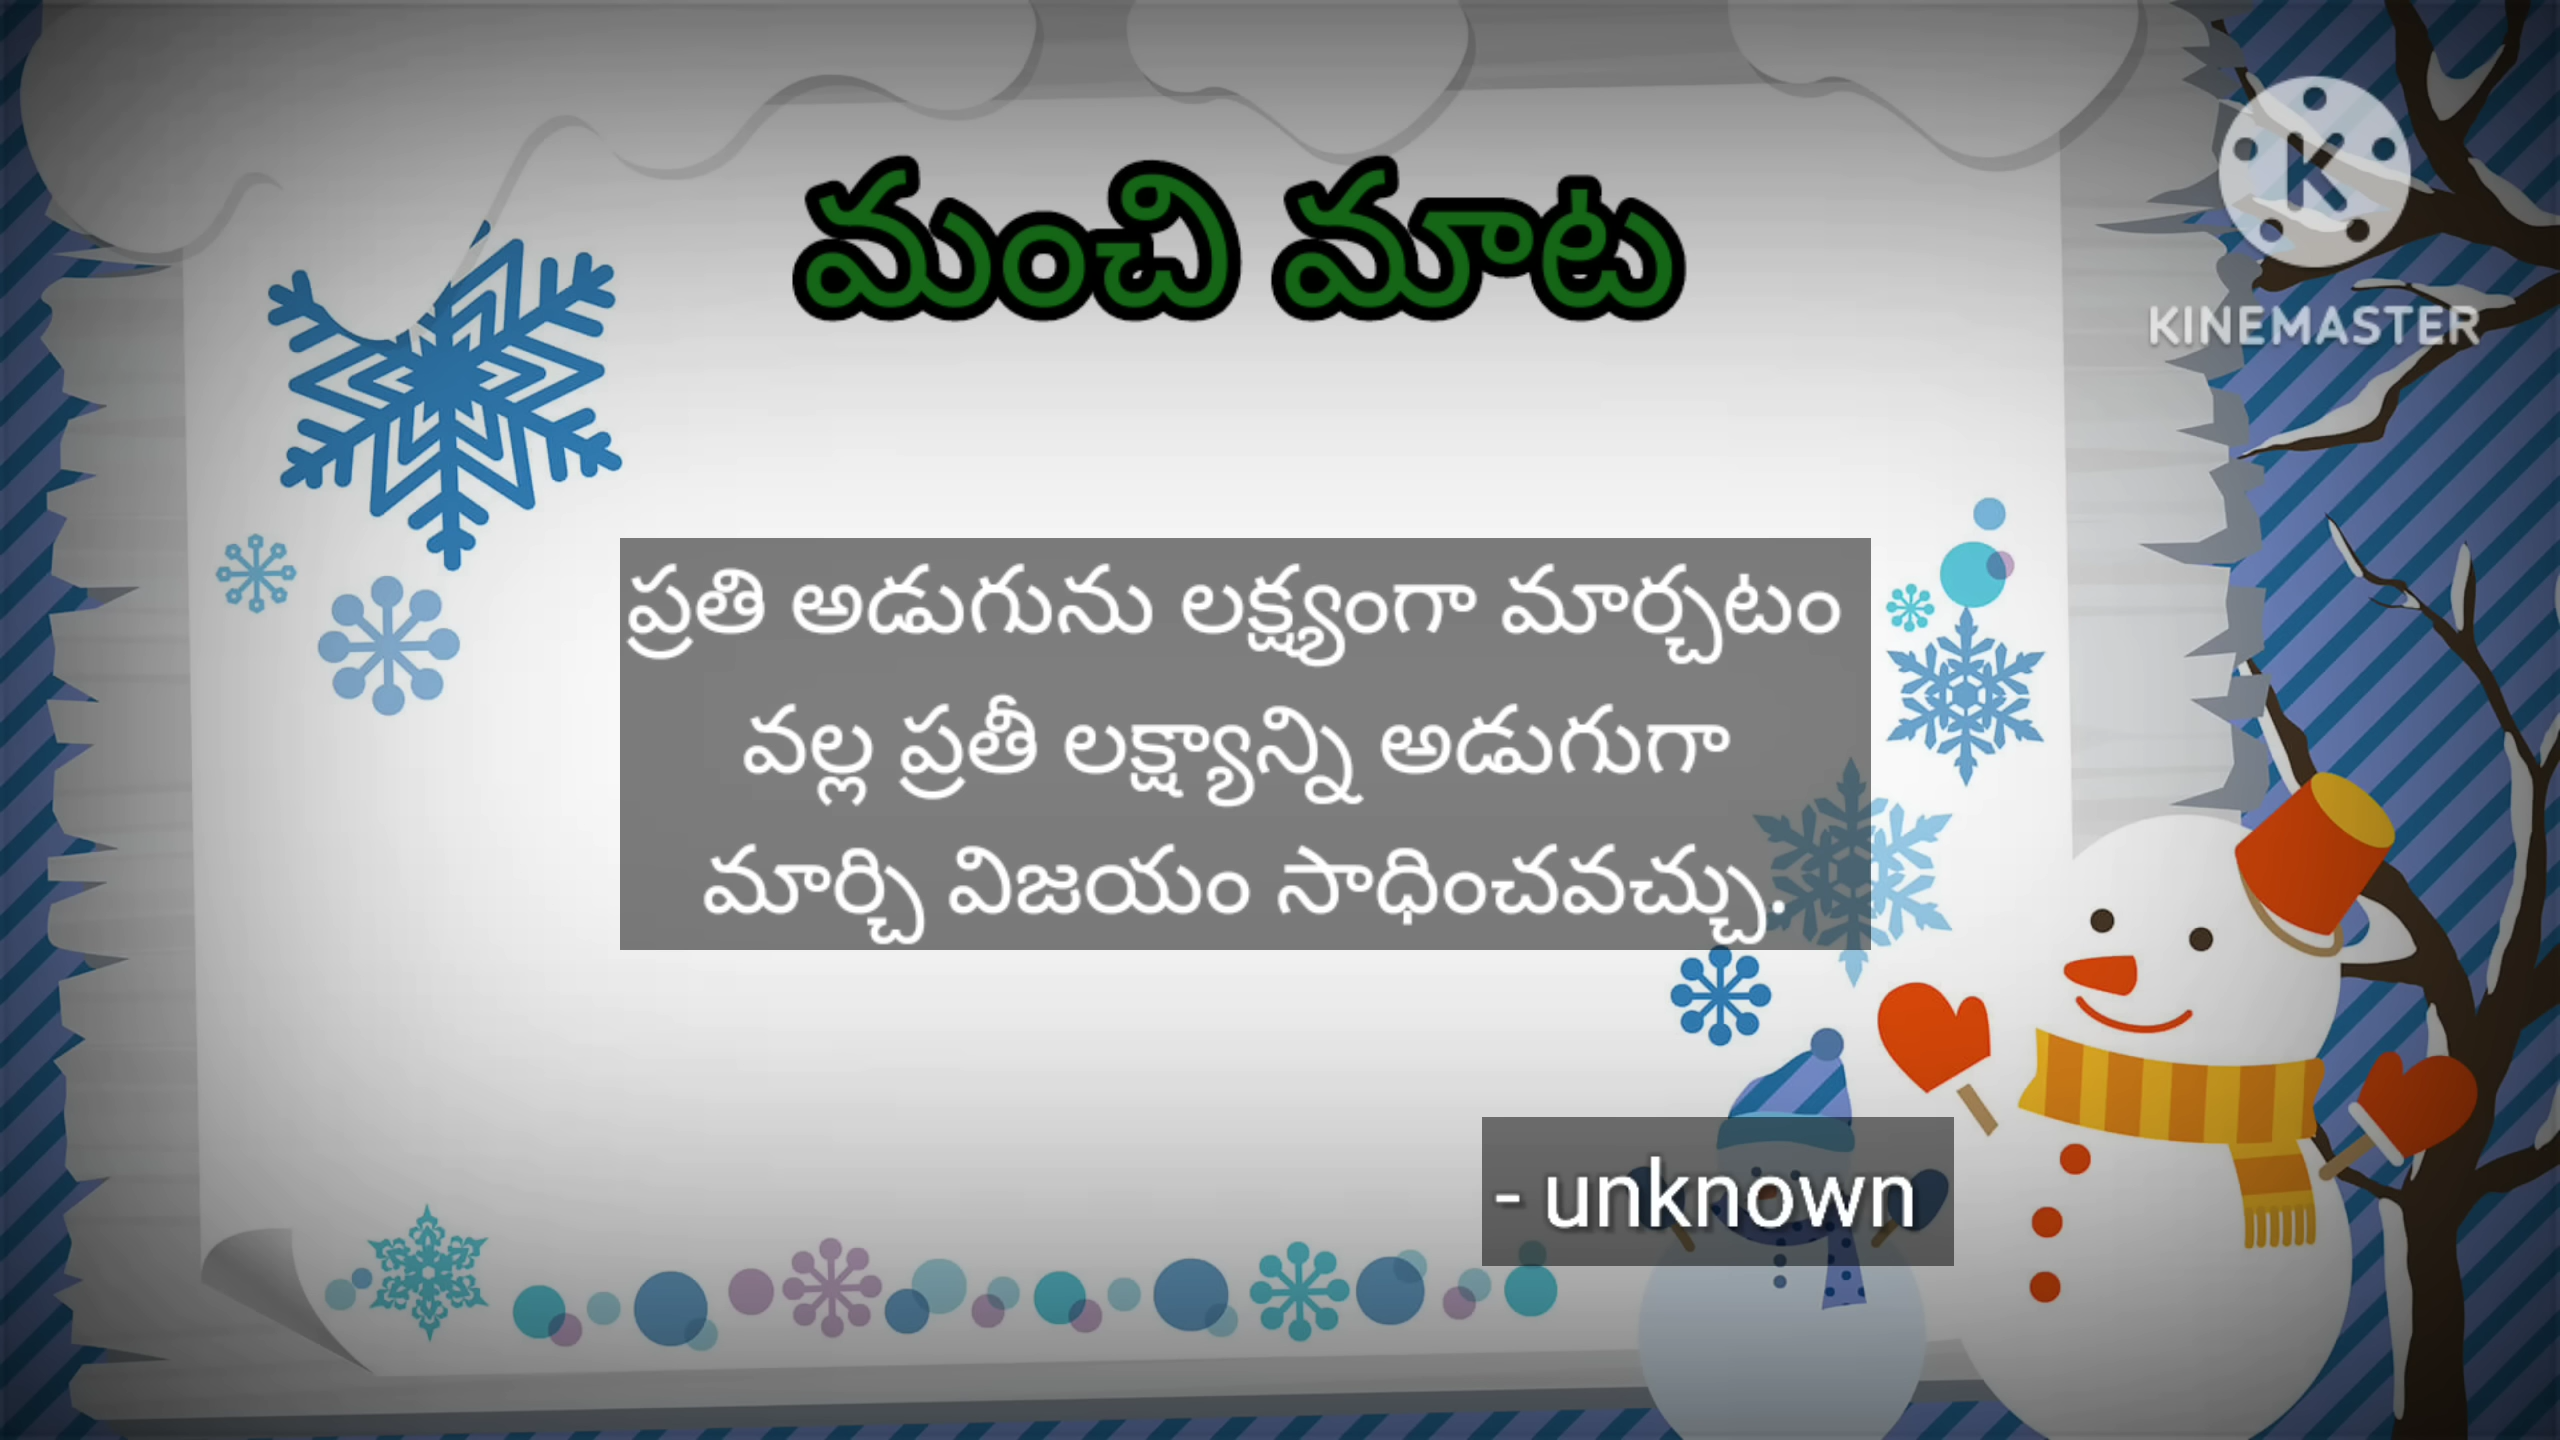 మంచి మాట
KINEMASTER
ప్రతి అడుగును లక్ష్యంగా మార్చటం
వల్ల ప్రతీ లక్ష్యాన్ని అడుగుగా
మార్చి విజయం సాధించవచ్చు.
- unknown